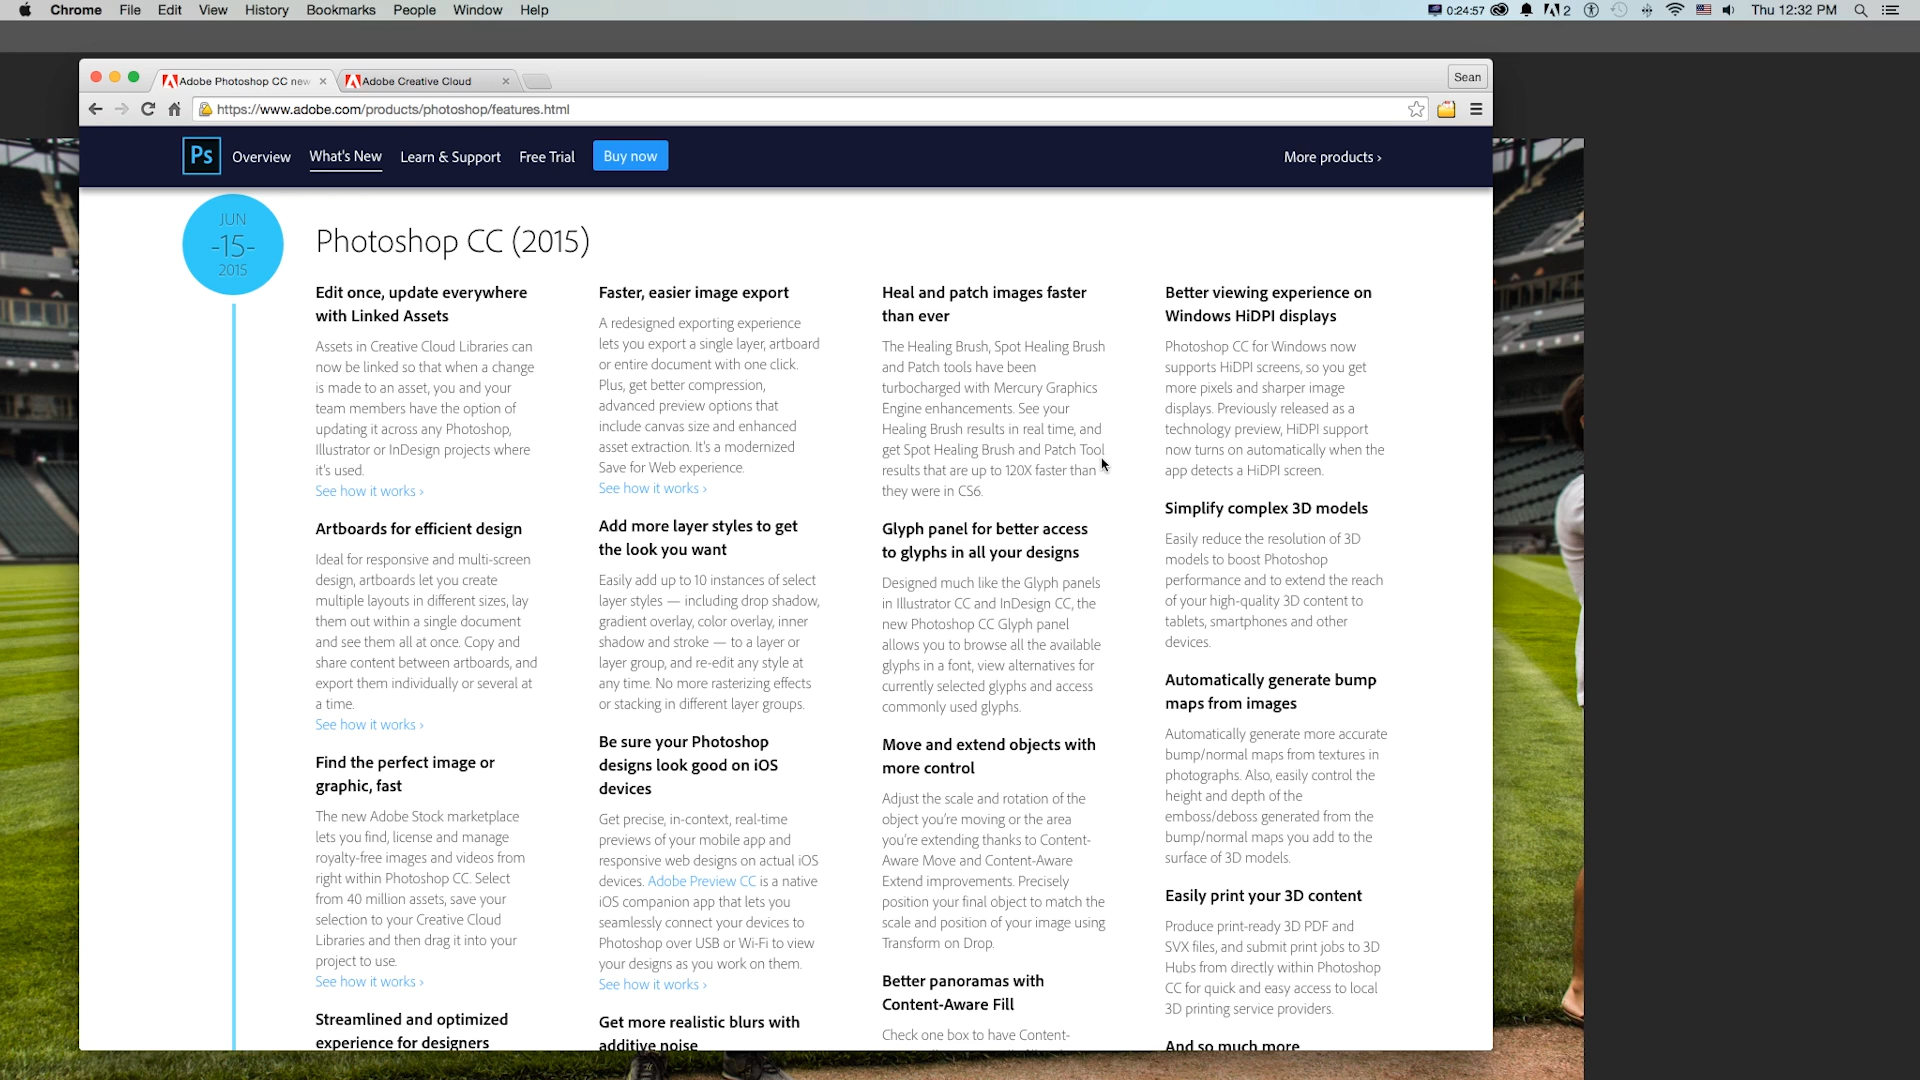 Chrome File Edit View History Bookmarks People Window Help
0:24:57 2 Thu 12:32 PM
Adobe Photoshop CC new
Adobe Creative Cloud
Sean
https://www.adobe.com/products/photoshop/features.html
Ps Overview What's New Learn & Support Free Trial Buy now More products ›
JUN
-15-
2015
Photoshop CC (2015)
Edit once, update everywhere
with Linked Assets
Assets in Creative Cloud Libraries can
now be linked so that when a change
is made to an asset, you and your
team members have the option of
updating it across any Photoshop,
Illustrator or InDesign projects where
it's used.
See how it works ›
Artboards for efficient design
Ideal for responsive and multi-screen
design, artboards let you create
multiple layouts in different sizes, lay
them out within a single document
and see them all at once. Copy and
share content between artboards, and
export them individually or several at
a time.
See how it works ›
Find the perfect image or
graphic, fast
The new Adobe Stock marketplace
lets you find, license and manage
royalty-free images and videos from
right within Photoshop CC. Select
from 40 million assets, save your
selection to your Creative Cloud
Libraries and then drag it into your
project to use.
See how it works ›
Streamlined and optimized
experience for designers
Faster, easier image export
A redesigned exporting experience
lets you export a single layer, artboard
or entire document with one click.
Plus, get better compression,
advanced preview options that
include canvas size and enhanced
asset extraction. It's a modernized
Save for Web experience.
See how it works ›
Add more layer styles to get
the look you want
Easily add up to 10 instances of select
layer styles — including drop shadow,
gradient overlay, color overlay, inner
shadow and stroke — to a layer or
layer group, and re-edit any style at
any time. No more rasterizing effects
or stacking in different layer groups.
Be sure your Photoshop
designs look good on iOS
devices
Get precise, in-context, real-time
previews of your mobile app and
responsive web designs on actual iOS
devices. Adobe Preview CC is a native
iOS companion app that lets you
seamlessly connect your devices to
Photoshop over USB or Wi-Fi to view
your designs as you work on them.
See how it works ›
Get more realistic blurs with
additive noise
Heal and patch images faster
than ever
The Healing Brush, Spot Healing Brush
and Patch tools have been
turbocharged with Mercury Graphics
Engine enhancements. See your
Healing Brush results in real time, and
get Spot Healing Brush and Patch Tool
results that are up to 120X faster than
they were in CS6.
Glyph panel for better access
to glyphs in all your designs
Designed much like the Glyph panels
in Illustrator CC and InDesign CC, the
new Photoshop CC Glyph panel
allows you to browse all the available
glyphs in a font, view alternatives for
currently selected glyphs and access
commonly used glyphs.
Move and extend objects with
more control
Adjust the scale and rotation of the
object you're moving or the area
you're extending thanks to Content-
Aware Move and Content-Aware
Extend improvements. Precisely
position your final object to match the
scale and position of your image using
Transform on Drop.
Better panoramas with
Content-Aware Fill
Check one box to have Content-
Better viewing experience on
Windows HiDPI displays
Photoshop CC for Windows now
supports HiDPI screens, so you get
more pixels and sharper image
displays. Previously released as a
technology preview, HiDPI support
now turns on automatically when the
app detects a HiDPI screen.
Simplify complex 3D models
Easily reduce the resolution of 3D
models to boost Photoshop
performance and to extend the reach
of your high-quality 3D content to
tablets, smartphones and other
devices.
Automatically generate bump
maps from images
Automatically generate more accurate
bump/normal maps from textures in
photographs. Also, easily control the
height and depth of the
emboss/deboss generated from the
bump/normal maps you add to the
surface of 3D models.
Easily print your 3D content
Produce print-ready 3D PDF and
SVX files, and submit print jobs to 3D
Hubs from directly within Photoshop
CC for quick and easy access to local
3D printing service providers.
And so much more